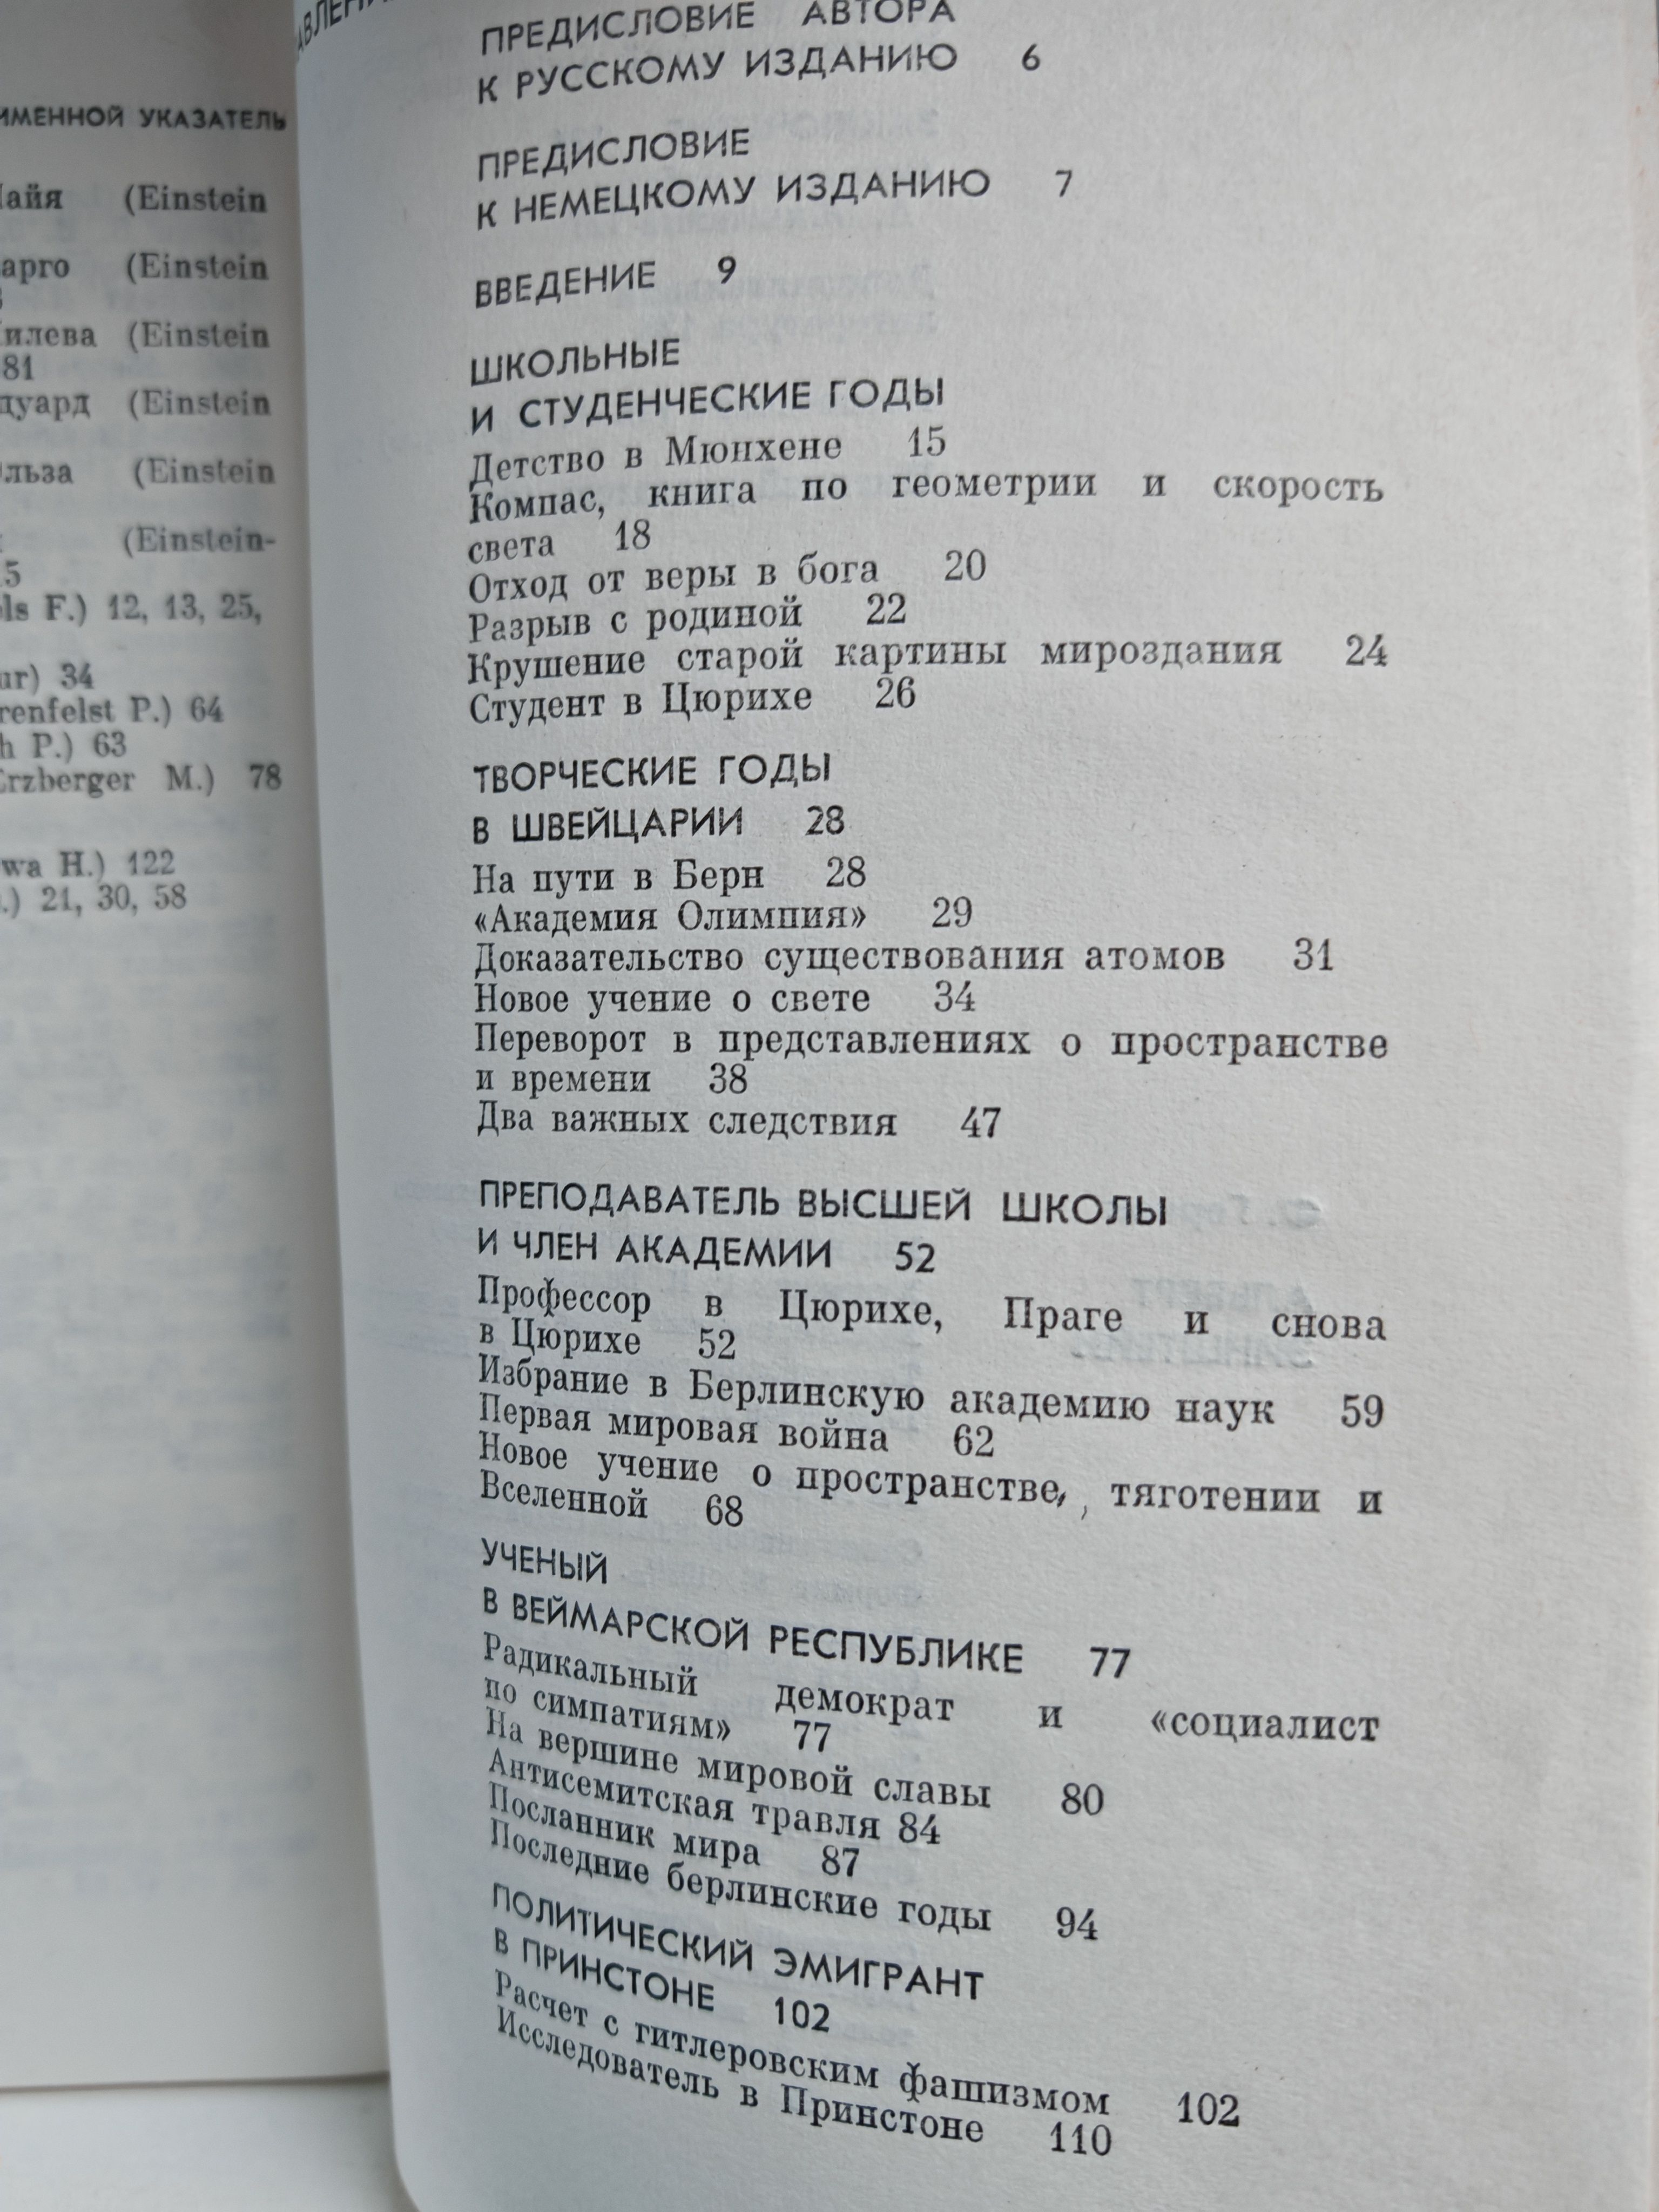 ИМЕННОЙ УКАЗАТЕЛЬ
(Einstein
(Einstein
(Einstein
81
(Einstein
(Einstein
(Einstein-
F.) 12, 13, 25,
34
P.) 64
P.) 63
Erzberger M.) 78
H.) 122
21, 30, 58
ПРЕДИСЛОВИЕ АВТОРА
К РУССКОМУ ИЗДАНИЮ 6
ПРЕДИСЛОВИЕ
К НЕМЕЦКОМУ ИЗДАНИЮ 7
ВВЕДЕНИЕ 9
ШКОЛЬНЫЕ
И СТУДЕНЧЕСКИЕ ГОДЫ
Детство в Мюнхене 15
Компас, книга по геометрии и скорость
света 18
Отход от веры в бога 20
Разрыв с родиной 22
Крушение старой картины мироздания 24
Студент в Цюрихе 26
ТВОРЧЕСКИЕ ГОДЫ
В ШВЕЙЦАРИИ 28
На пути в Берн 28
«Академия Олимпия» 29
Доказательство существования атомов 31
Новое учение о свете 34
Переворот в представлениях о пространстве
и времени 38
Два важных следствия 47
ПРЕПОДАВАТЕЛЬ ВЫСШЕЙ ШКОЛЫ
И ЧЛЕН АКАДЕМИИ 52
Профессор в Цюрихе, Праге и снова
в Цюрихе 52
Избрание в Берлинскую академию наук 59
Первая мировая война 62
Новое учение о пространстве, тяготении и
Вселенной 68
УЧЕНЫЙ
В ВЕЙМАРСКОЙ РЕСПУБЛИКЕ 77
Радикальный демократ и «социалист
по симпатиям» 77
На вершине мировой славы 80
Антисемитская травля 84
Посланник мира 87
Последние берлинские годы 94
ПОЛИТИЧЕСКИЙ ЭМИГРАНТ
В ПРИНСТОНЕ 102
Расчет с гитлеровским фашизмом 102
Исследователь в Принстоне 110